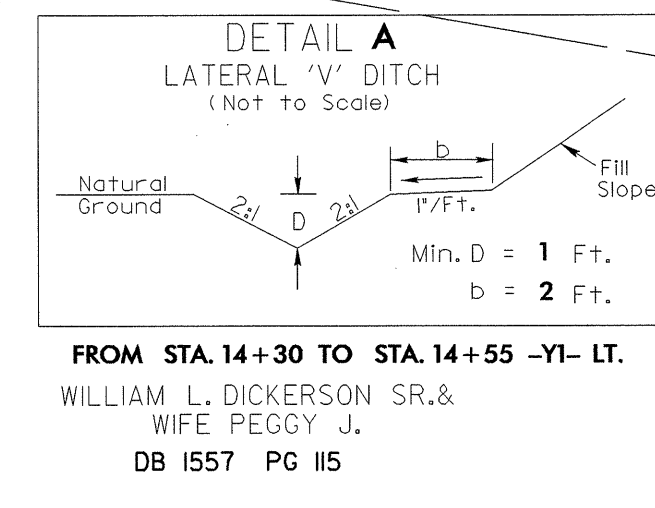 DETAIL A
LATERAL 'V' DITCH
(Not to Scale)
b
Natural
Ground
2:1
D
2:1
1"/Ft.
Fill
Slope
Min. D = 1 Ft.
b = 2 Ft.
FROM STA. 14+30 TO STA. 14+55 -Y1- LT.
WILLIAM L. DICKERSON SR.&
WIFE PEGGY J.
DB 1557 PG 115